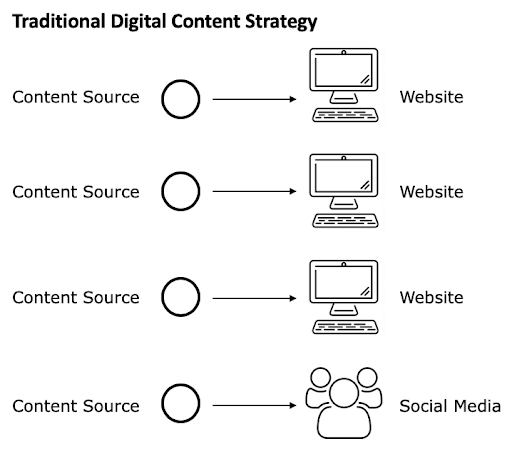 Traditional Digital Content Strategy
Content Source Website
Content Source Website
Content Source Website
Content Source Social Media